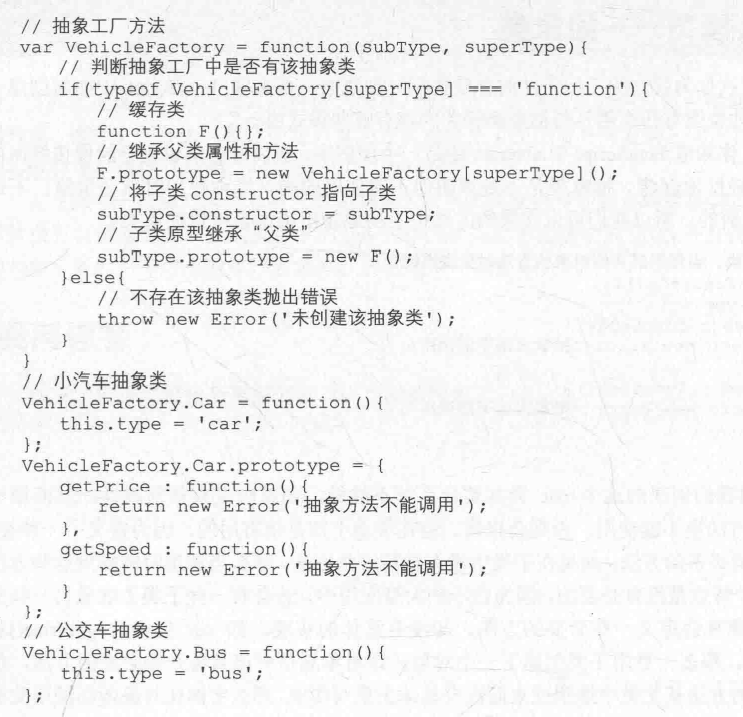 // 抽象工厂方法
var VehicleFactory = function(subType, superType){
    // 判断抽象工厂中是否有该抽象类
    if(typeof VehicleFactory[superType] === 'function'){
        // 缓存类
        function F(){};
        // 继承父类属性和方法
        F.prototype = new VehicleFactory[superType]();
        // 将子类 constructor 指向子类
        subType.constructor = subType;
        // 子类原型继承“父类”
        subType.prototype = new F();
    }else{
        // 不存在该抽象类抛出错误
        throw new Error('未创建该抽象类');
    }
}
// 小汽车抽象类
VehicleFactory.Car = function(){
    this.type = 'car';
};
VehicleFactory.Car.prototype = {
    getPrice : function(){
        return new Error('抽象方法不能调用');
    },
    getSpeed : function(){
        return new Error('抽象方法不能调用');
    }
};
// 公交车抽象类
VehicleFactory.Bus = function(){
    this.type = 'bus';
};